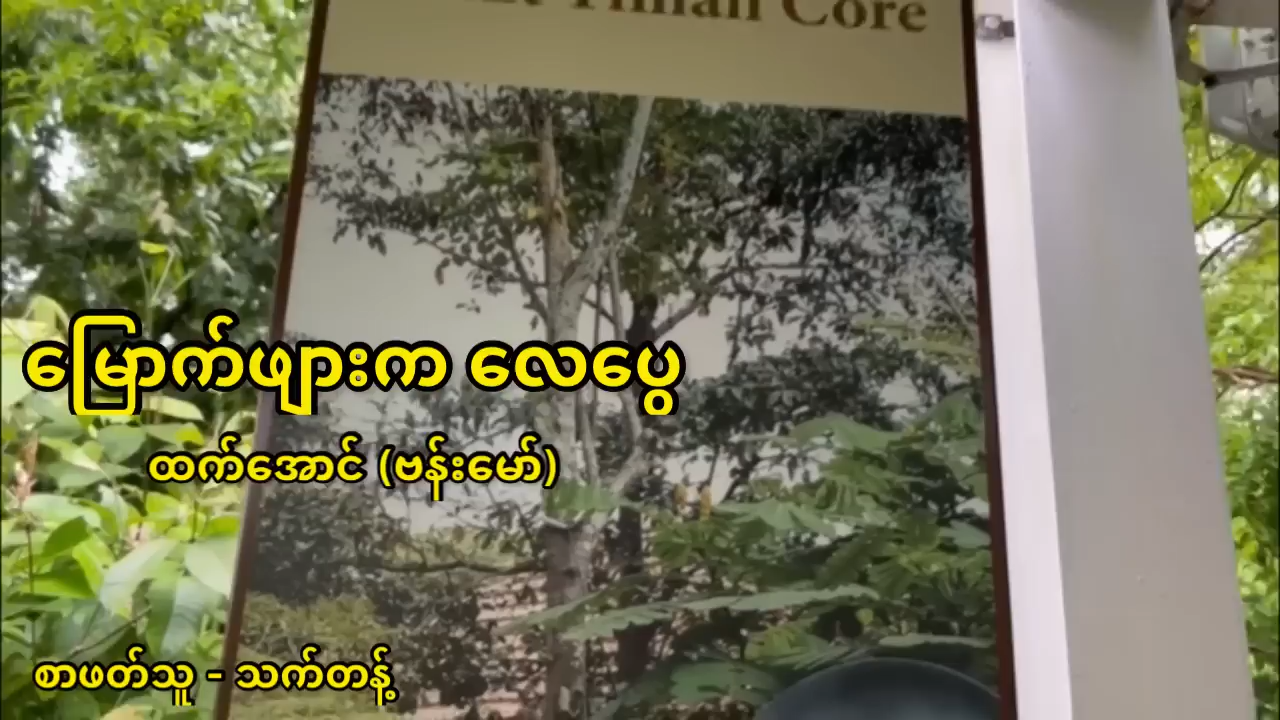 Core
မြောက်ဖျားက လေပွေ
ထက်အောင် (ဗန်းမော်)
စာဖတ်သူ - သက်တန့်